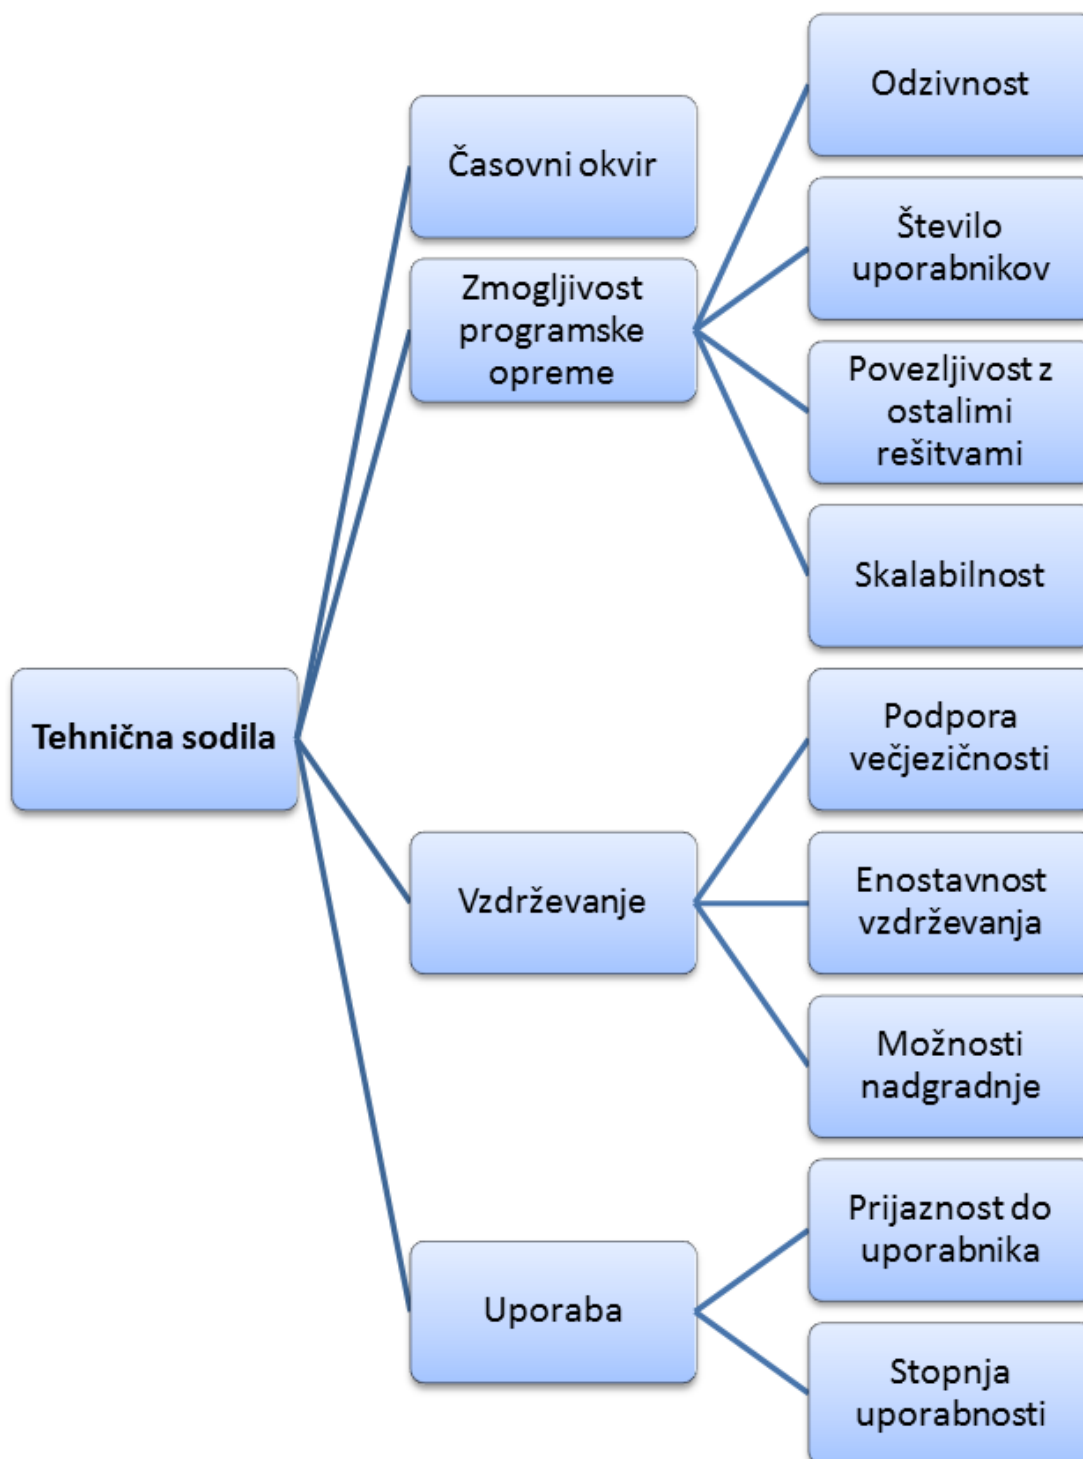 Tehnična sodila
Časovni okvir
Zmogljivost
programske
opreme
Odzivnost
Število
uporabnikov
Povezljivost z
ostalimi
rešitvami
Skalabilnost
Vzdrževanje
Podpora
večjezičnosti
Enostavnost
vzdrževanja
Možnosti
nadgradnje
Uporaba
Prijaznost do
uporabnika
Stopnja
uporabnosti